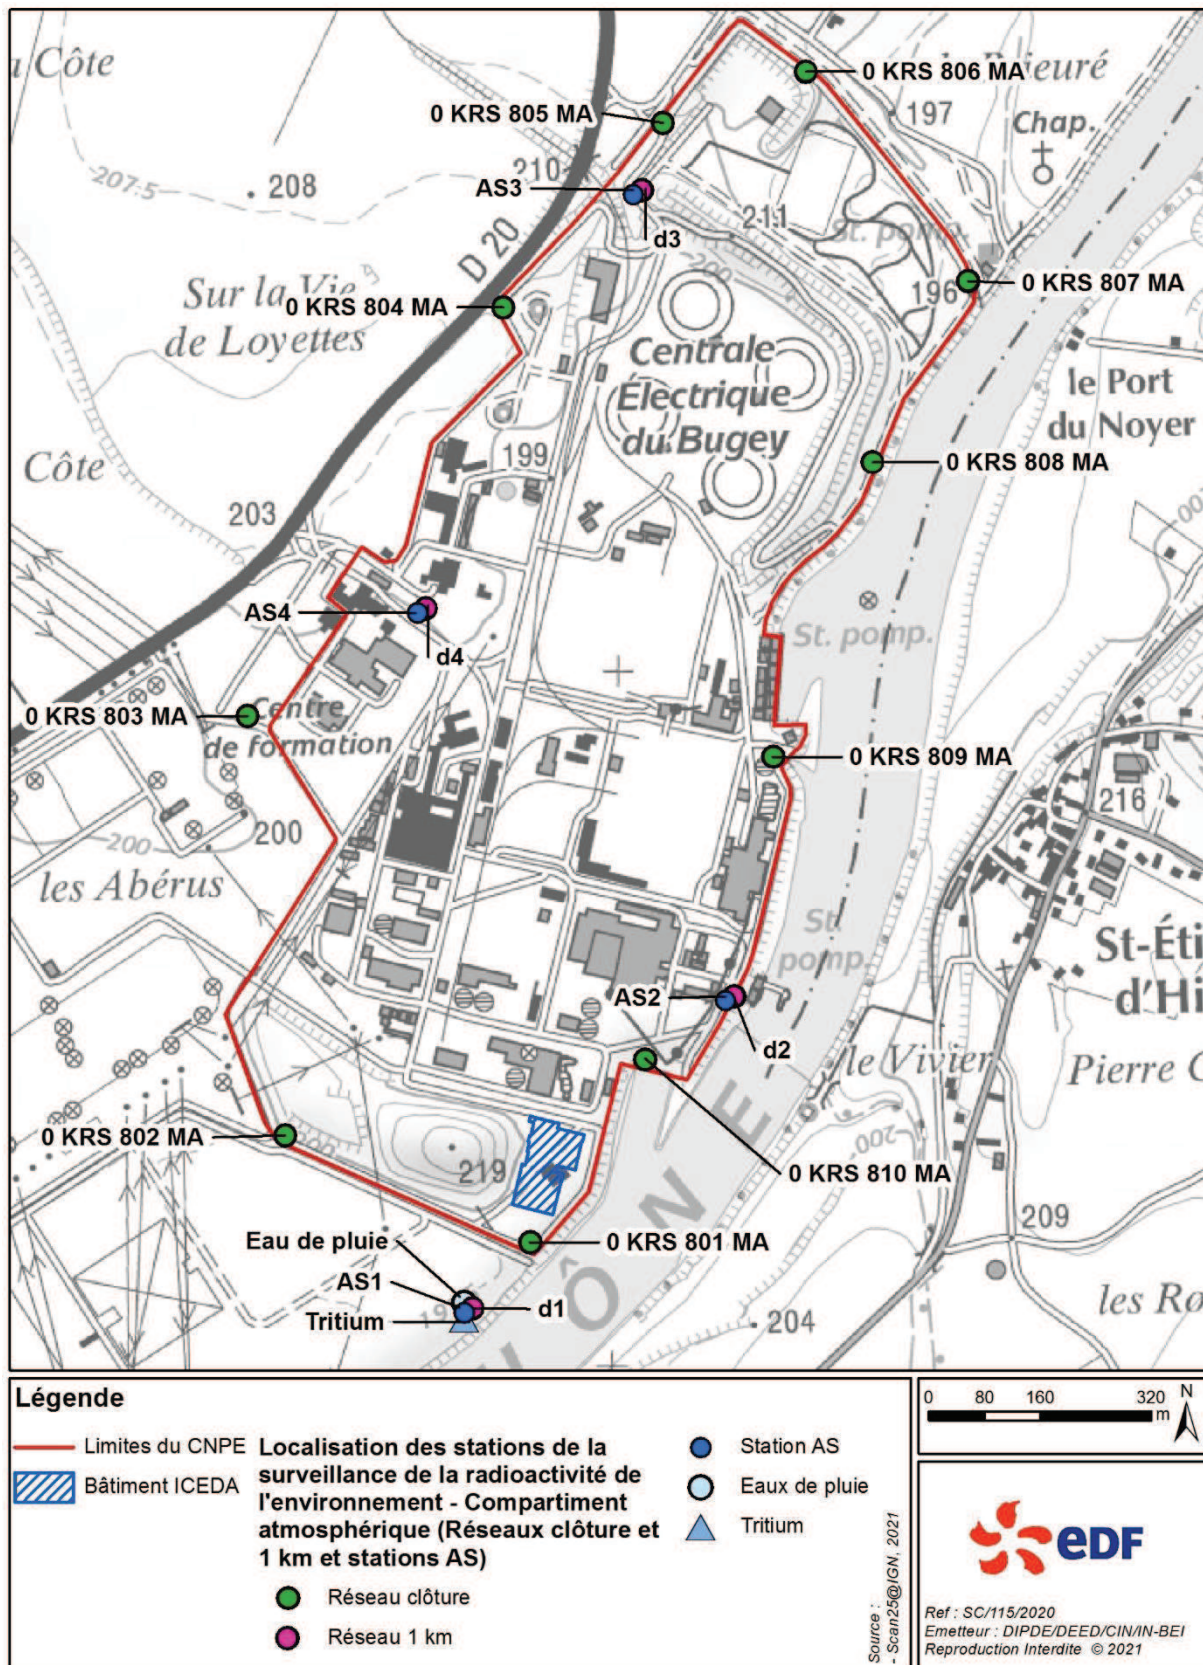 a Côte
0 KRS 806 MA
Prieuré
0 KRS 805 MA
197
Chap.
207.5
208
210
AS3
d3
211
St. pomp.
200
D 20
Sur la Vie
de Loyettes
0 KRS 804 MA
196
0 KRS 807 MA
Centrale
Électrique
du Bugey
le Port
du Noyer
Côte
199
0 KRS 808 MA
203
200
AS4
d4
St. pomp.
0 KRS 803 MA
Centre
de formation
0 KRS 809 MA
216
200
200
les Abérus
St.
pomp.
St-Éti
d'Hi
AS2
d2
le Vivier
Pierre
200
0 KRS 802 MA
219
0 KRS 810 MA
209
0 KRS 801 MA
Eau de pluie
AS1
d1
Tritium
19
ÔNE
204
les Ro
Légende
Limites du CNPE
Bâtiment ICEDA
Localisation des stations de la
surveillance de la radioactivité de
l'environnement - Compartiment
atmosphérique (Réseaux clôture et
1 km et stations AS)
Réseau clôture
Réseau 1 km
Station AS
Eaux de pluie
Tritium
Source :
- Scan25@IGN, 2021
0 80 160 320
m
N
eDF
Ref : SC/115/2020
Emetteur : DIPDE/DEED/CIN/IN-BEI
Reproduction Interdite © 2021